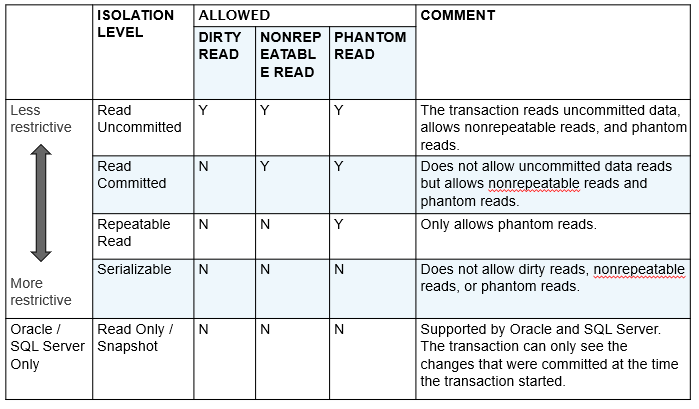 ISOLATION LEVEL
ALLOWED
COMMENT
DIRTY READ
NONREP
EATABL
E READ
PHANTOM READ
Less restrictive
Read Uncommitted
Y
Y
Y
The transaction reads uncommitted data,
allows nonrepeatable reads, and phantom
reads.
Read Committed
N
Y
Y
Does not allow uncommitted data reads
but allows nonrepeatable reads and
phantom reads.
Repeatable Read
N
N
Y
Only allows phantom reads.
More restrictive
Serializable
N
N
N
Does not allow dirty reads, nonrepeatable
reads, or phantom reads.
Oracle /
SQL Server
Only
Read Only /
Snapshot
N
N
N
Supported by Oracle and SQL Server.
The transaction can only see the
changes that were committed at the time
the transaction started.